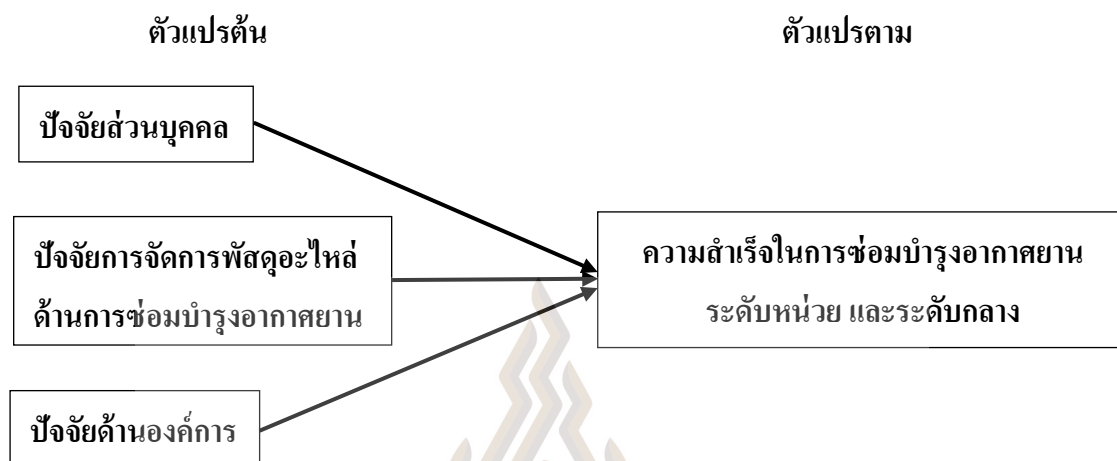 ตัวแปรต้น
ตัวแปรตาม
ปัจจัยส่วนบุคคล
ปัจจัยการจัดการพัสดุอะไหล่
ด้านการซ่อมบำรุงอากาศยาน
ความสำเร็จในการซ่อมบำรุงอากาศยาน
ระดับหน่วย และระดับกลาง
ปัจจัยด้านองค์การ